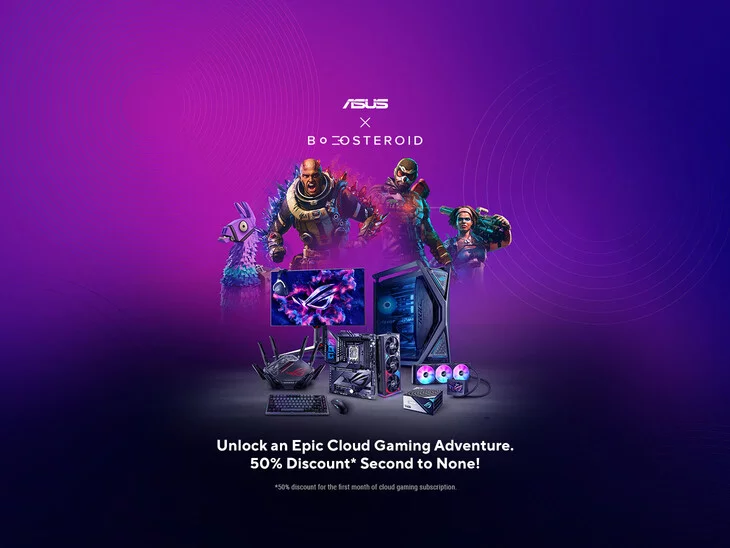 ASUS
×
BOOSTEROID
Unlock an Epic Cloud Gaming Adventure.
50% Discount* Second to None!
*50% discount for the first month of cloud gaming subscription.